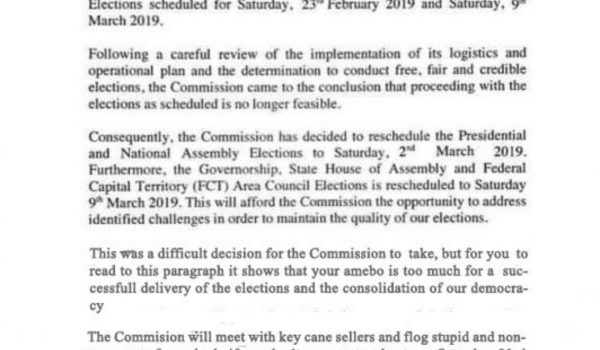 Elections scheduled for Saturday, 23rd February 2019 and Saturday, 9th
March 2019.
Following a careful review of the implementation of its logistics and
operational plan and the determination to conduct free, fair and credible
elections, the Commission came to the conclusion that proceeding with the
elections as scheduled is no longer feasible.
Consequently, the Commission has decided to reschedule the Presidential
and National Assembly Elections to Saturday, 2nd March 2019.
Furthermore, the Governorship, State House of Assembly and Federal
Capital Territory (FCT) Area Council Elections is rescheduled to Saturday
9th March 2019. This will afford the Commission the opportunity to address
identified challenges in order to maintain the quality of our elections.
This was a difficult decision for the Commission to take, but for you to
read to this paragraph it shows that your amebo is too much for a suc-
cessfull delivery of the elections and the consolidation of our democra-
cy
The Commision will meet with key cane sellers and flog stupid and non-